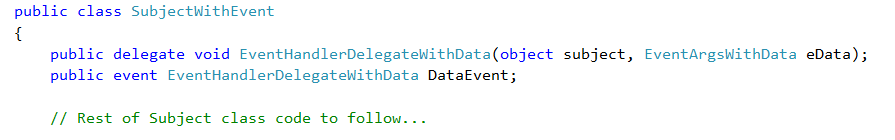 public class SubjectWithEvent
{
public delegate void EventHandlerDelegateWithData(object subject, EventArgsWithData eData);
public event EventHandlerDelegateWithData DataEvent;
// Rest of Subject class code to follow...